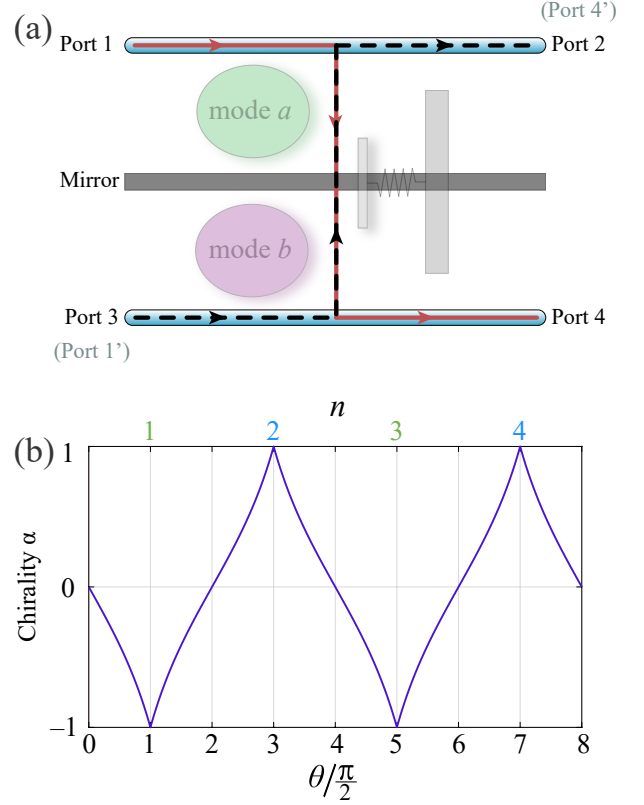 (a)
(Port 4')
Port 1
Port 2
mode a
Mirror
mode b
Port 3
Port 4
(Port 1')
(b)
n
1 2 3 4
Chirality α
1
0
−1
0 1 2 3 4 5 6 7 8
θ/π/2